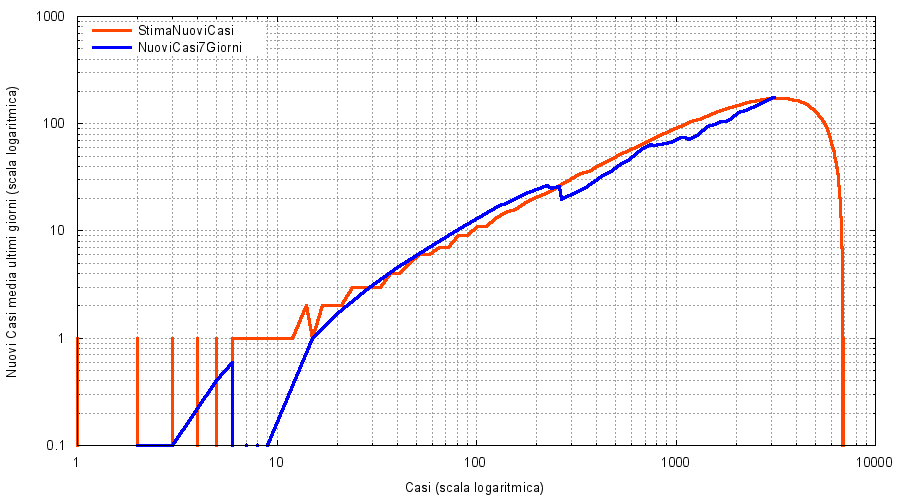 1000
100
10
1
0.1
StimaNuoviCasi
NuoviCasi7Giorni
Nuovi Casi media ultimi giorni (scala logaritmica)
1 10 100 1000 10000
Casi (scala logaritmica)